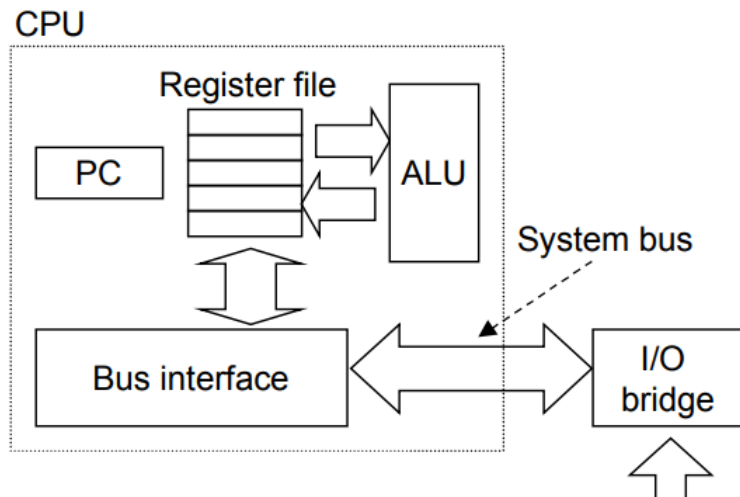 CPU
Register file
PC
ALU
System bus
Bus interface
I/O
bridge